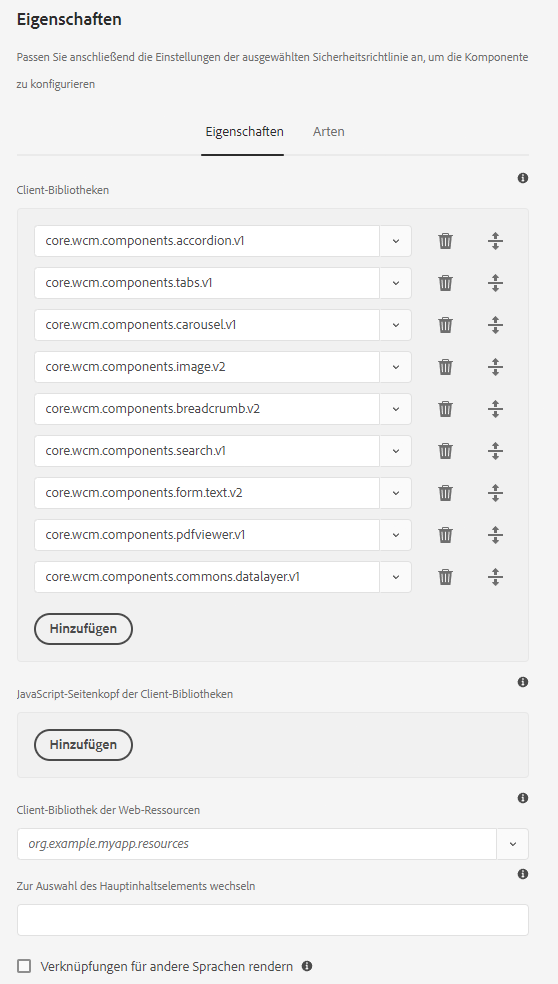 Eigenschaften
Passen Sie anschließend die Einstellungen der ausgewählten Sicherheitsrichtlinie an, um die Komponente
zu konfigurieren
Eigenschaften Arten
Client-Bibliotheken
core.wcm.components.accordion.v1
core.wcm.components.tabs.v1
core.wcm.components.carousel.v1
core.wcm.components.image.v2
core.wcm.components.breadcrumb.v2
core.wcm.components.search.v1
core.wcm.components.form.text.v2
core.wcm.components.pdfviewer.v1
core.wcm.components.commons.datalayer.v1
Hinzufügen
JavaScript-Seitenkopf der Client-Bibliotheken
Hinzufügen
Client-Bibliothek der Web-Ressourcen
org.example.myapp.resources
Zur Auswahl des Hauptinhaltselements wechseln
Verknüpfungen für andere Sprachen rendern